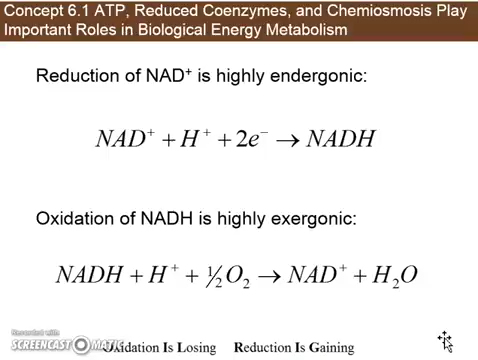 Concept 6.1 ATP, Reduced Coenzymes, and Chemiosmosis Play
Important Roles in Biological Energy Metabolism
Reduction of NAD⁺ is highly endergonic:
NAD⁺ + H⁺ + 2e⁻ → NADH
Oxidation of NADH is highly exergonic:
NADH + H⁺ + ½ O₂ → NAD⁺ + H₂O
Recorded with
SCREENCAST MATIC
Oxidation Is Losing Reduction Is Gaining